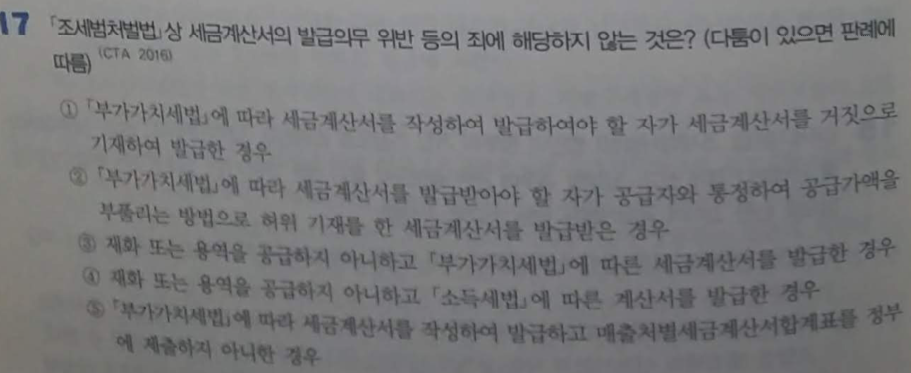 17 「조세범처벌법」상 세금계산서의 발급의무 위반 등의 죄에 해당하지 않는 것은? (다툼이 있으면 판례에
따름) (CTA 2016)
① 「부가가치세법」에 따라 세금계산서를 작성하여 발급하여야 할 자가 세금계산서를 거짓으로
기재하여 발급한 경우
② 「부가가치세법」에 따라 세금계산서를 발급받아야 할 자가 공급자와 통정하여 공급가액을
부풀리는 방법으로 허위 기재를 한 세금계산서를 발급받은 경우
③ 재화 또는 용역을 공급하지 아니하고 「부가가치세법」에 따른 세금계산서를 발급한 경우
④ 재화 또는 용역을 공급하지 아니하고 「소득세법」에 따른 계산서를 발급한 경우
⑤ 「부가가치세법」에 따라 세금계산서를 작성하여 발급하고 매출처별세금계산서합계표를 정부
에 제출하지 아니한 경우